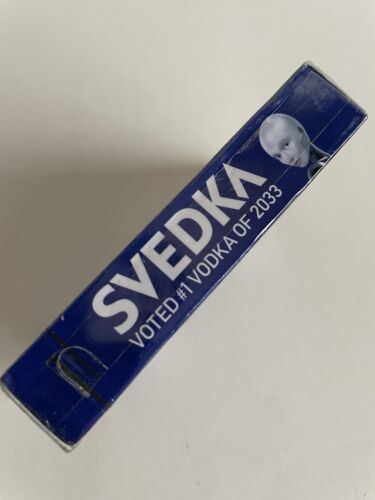 SVEDKA
VOTED #1 VODKA OF 2033